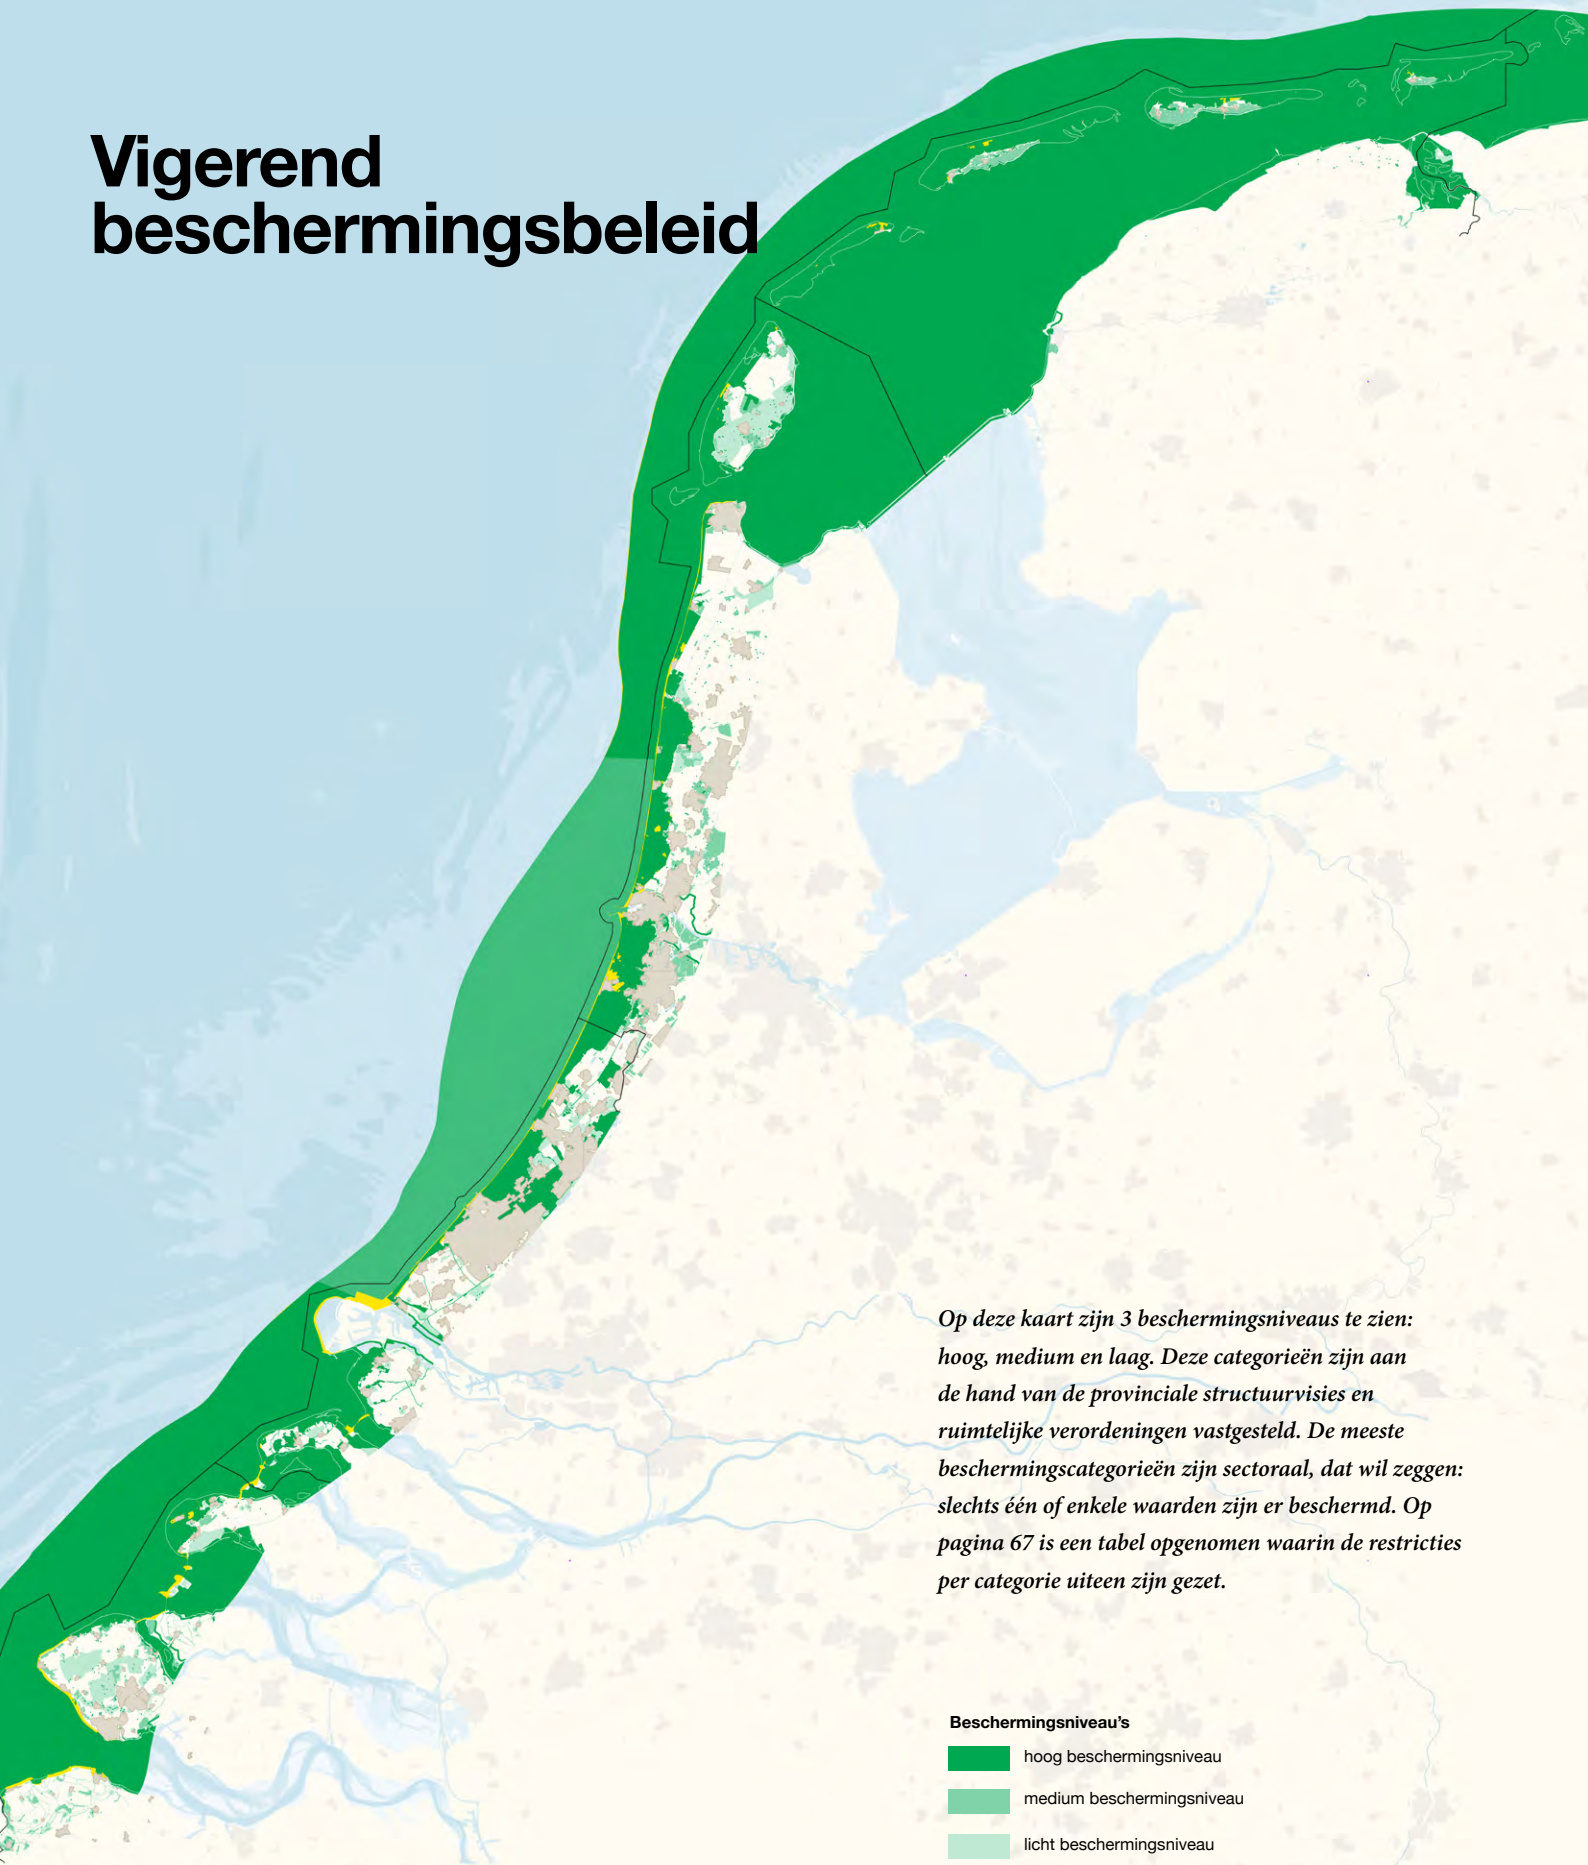 Vigerend
beschermingsbeleid
Op deze kaart zijn 3 beschermingsniveaus te zien:
hoog, medium en laag. Deze categorieën zijn aan
de hand van de provinciale structuurvisies en
ruimtelijke verordeningen vastgesteld. De meeste
beschermingscategorieën zijn sectoraal, dat wil zeggen:
slechts één of enkele waarden zijn er beschermd. Op
pagina 67 is een tabel opgenomen waarin de restricties
per categorie uiteen zijn gezet.
Beschermingsniveau's
hoog beschermingsniveau
medium beschermingsniveau
licht beschermingsniveau